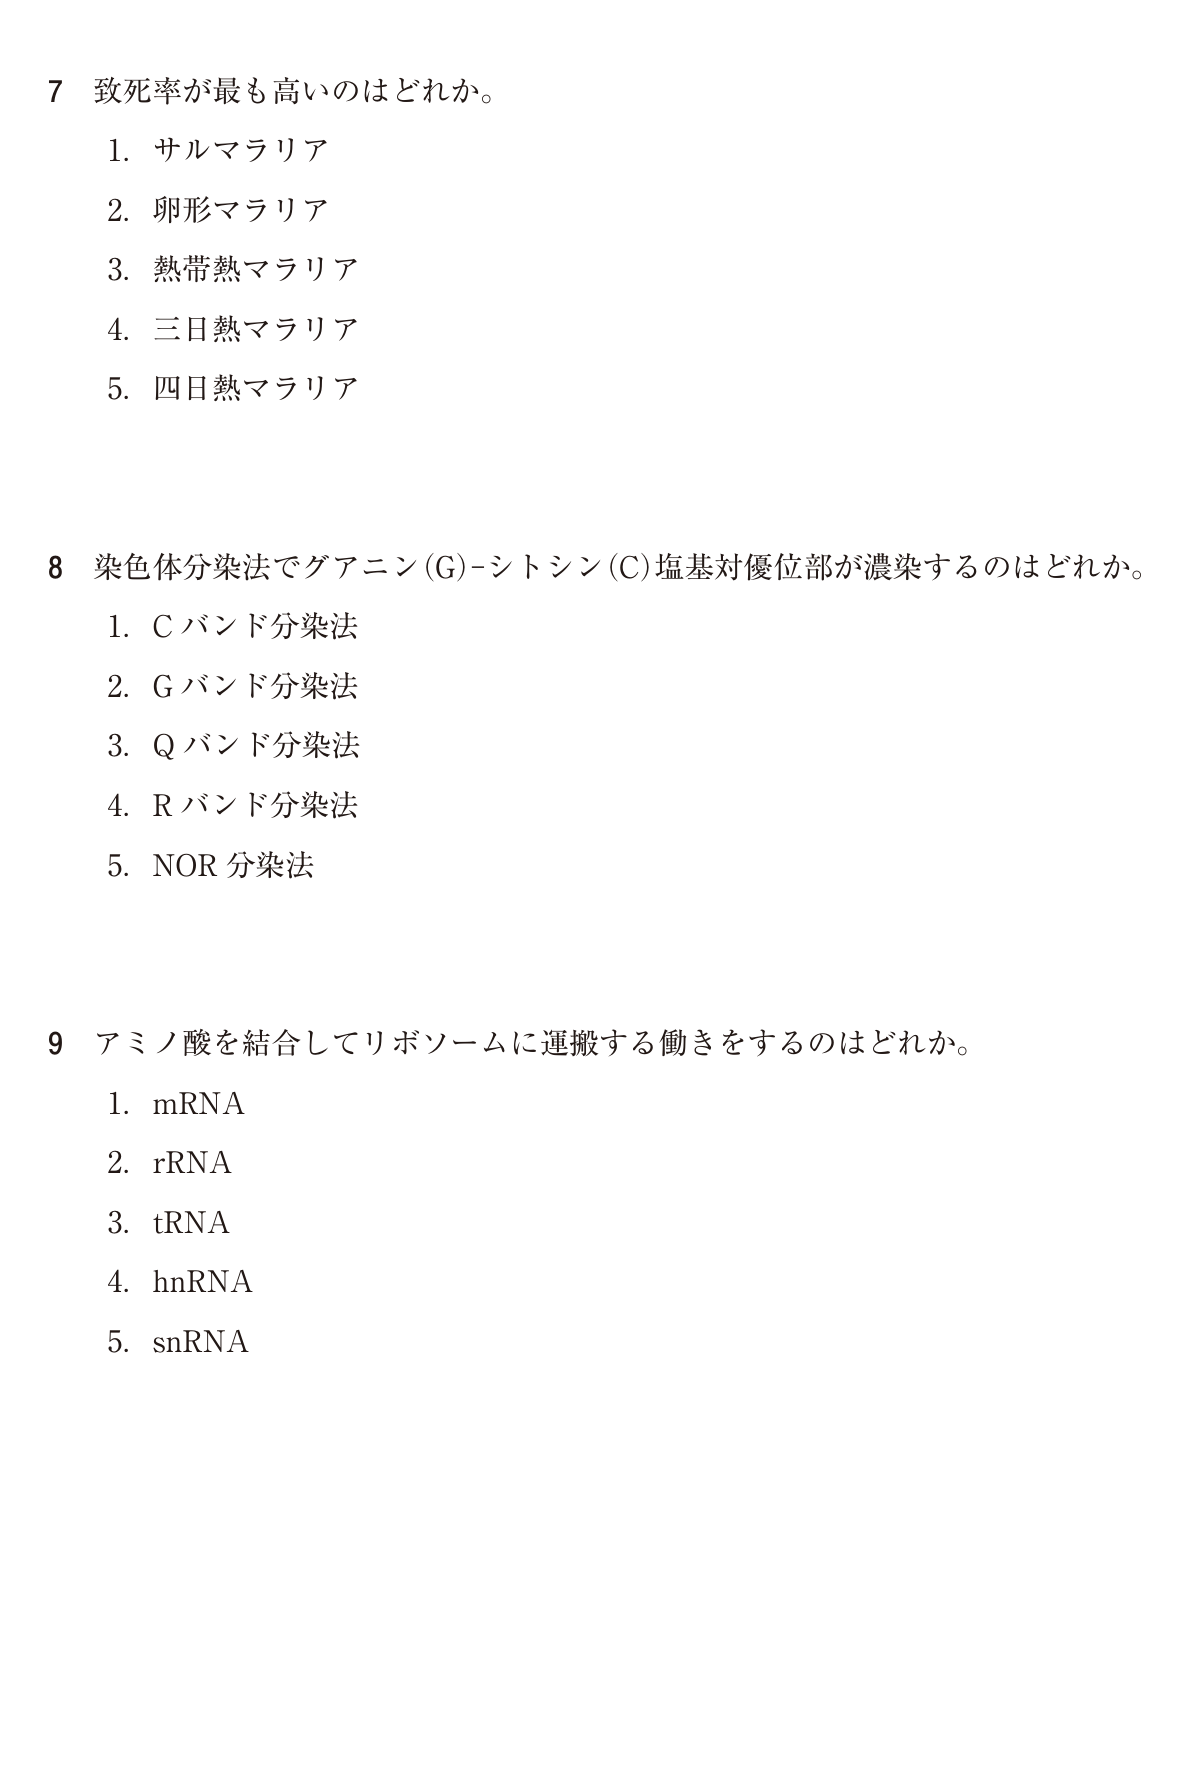 7 致死率が最も高いのはどれか。
1. サルマラリア
2. 卵形マラリア
3. 熱帯熱マラリア
4. 三日熱マラリア
5. 四日熱マラリア
8 染色体分染法でグアニン(G)-シトシン(C)塩基対優位部が濃染するのはどれか。
1. C バンド分染法
2. G バンド分染法
3. Q バンド分染法
4. R バンド分染法
5. NOR 分染法
9 アミノ酸を結合してリボソームに運搬する働きをするのはどれか。
1. mRNA
2. rRNA
3. tRNA
4. hnRNA
5. snRNA